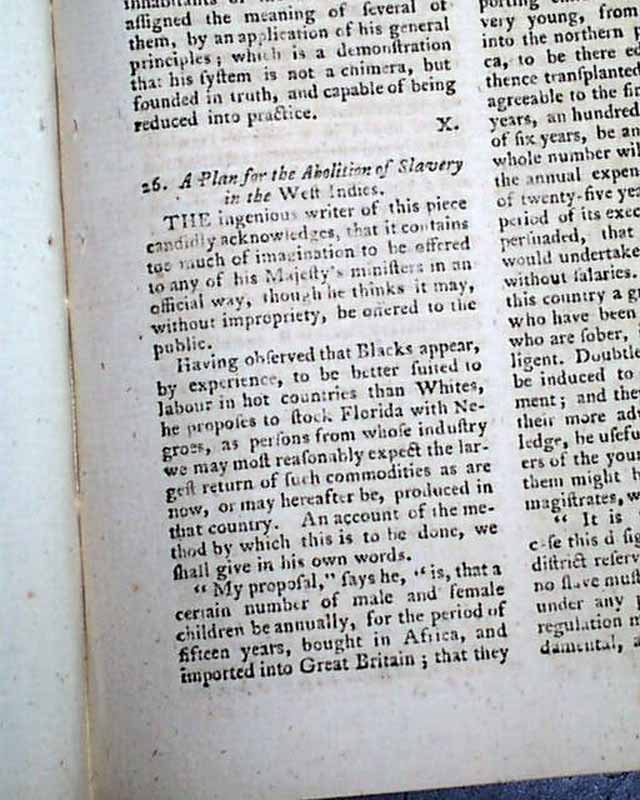 inhabitants of
aſſigned the meaning of ſeveral of
them, by an application of his general
principles; which is a demonſtration
that his ſyſtem is not a chimera, but
founded in truth, and capable of being
reduced into practice.
X.
26. A Plan for the Abolition of Slavery
in the Weſt Indies.
THE ingenious writer of this piece
candidly acknowledges, that it contains
too much of imagination to be offered
to any of his Majeſty's miniſters in an
official way, though he thinks it may,
without impropriety, be offered to the
public.
Having obſerved that Blacks appear,
by experience, to be better ſuited to
labour in hot countries than Whites,
he propoſes to ſtock Florida with Ne-
groes, as perſons from whoſe induſtry
we may moſt reaſonably expect the lar-
geſt return of ſuch commodities as are
now, or may hereafter be, produced in
that country. An account of the me-
thod by which this is to be done, we
ſhall give in his own words.
“ My propoſal,” ſays he, “ is, that a
certain number of male and female
children be annually, for the period of
fifteen years, bought in Africa, and
imported into Great Britain ; that they
very young, from
into the northern p
ca, to be there ed
thence tranſplanted
agreeable to the fir
years, an hundred
of ſix years, be an
whole number wil
the annual expen
of twenty-five ye
period of its exec
perſuaded, that
would undertake
without ſalaries.
this country a gr
who have been
who are ſober,
ligent. Doubtle
be induced to
ment; and the
their more adv
ledge, be uſefu
ers of the you
them might b
magiſtrates, w
“ It is
c-ſe this d ſig
diſtrict reſerv
no ſlave muſt
under any p
regulation m
damental, a